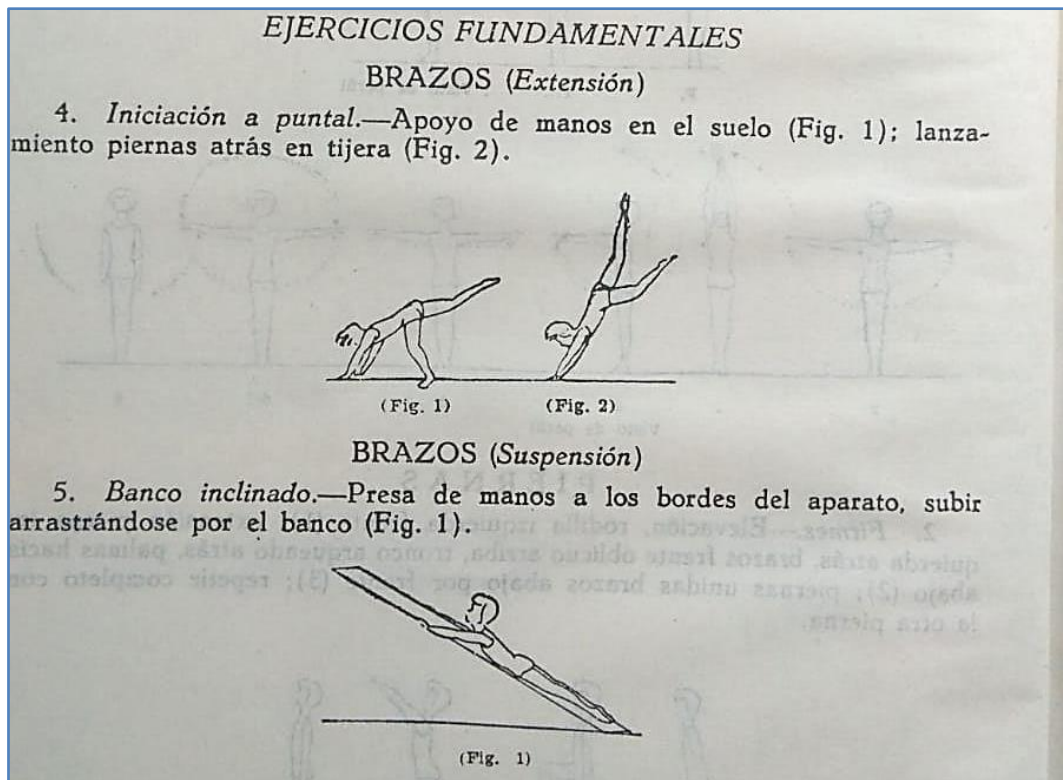 EJERCICIOS FUNDAMENTALES
BRAZOS (Extensión)
4. Iniciación a puntal.—Apoyo de manos en el suelo (Fig. 1); lanza-
miento piernas atrás en tijera (Fig. 2).
(Fig. 1) (Fig. 2)
BRAZOS (Suspensión)
5. Banco inclinado.—Presa de manos a los bordes del aparato, subir
arrastrándose por el banco (Fig. 1).
(Fig. 1)